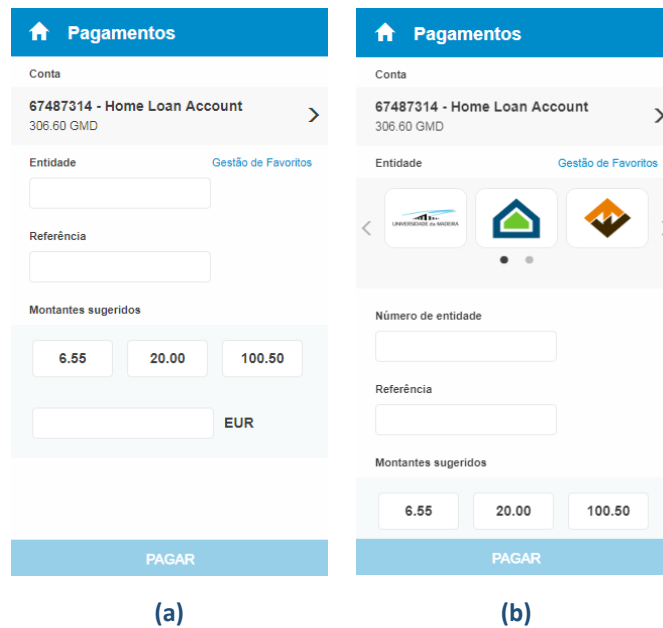 Pagamentos
Conta
67487314 - Home Loan Account
306.60 GMD
Entidade
Gestão de Favoritos
Referência
Montantes sugeridos
6.55
20.00
100.50
EUR
PAGAR
(a)
Pagamentos
Conta
67487314 - Home Loan Account
306.60 GMD
Entidade
Gestão de Favoritos
UNIVERSIDADE da MADEIRA
Número de entidade
Referência
Montantes sugeridos
6.55
20.00
100.50
PAGAR
(b)